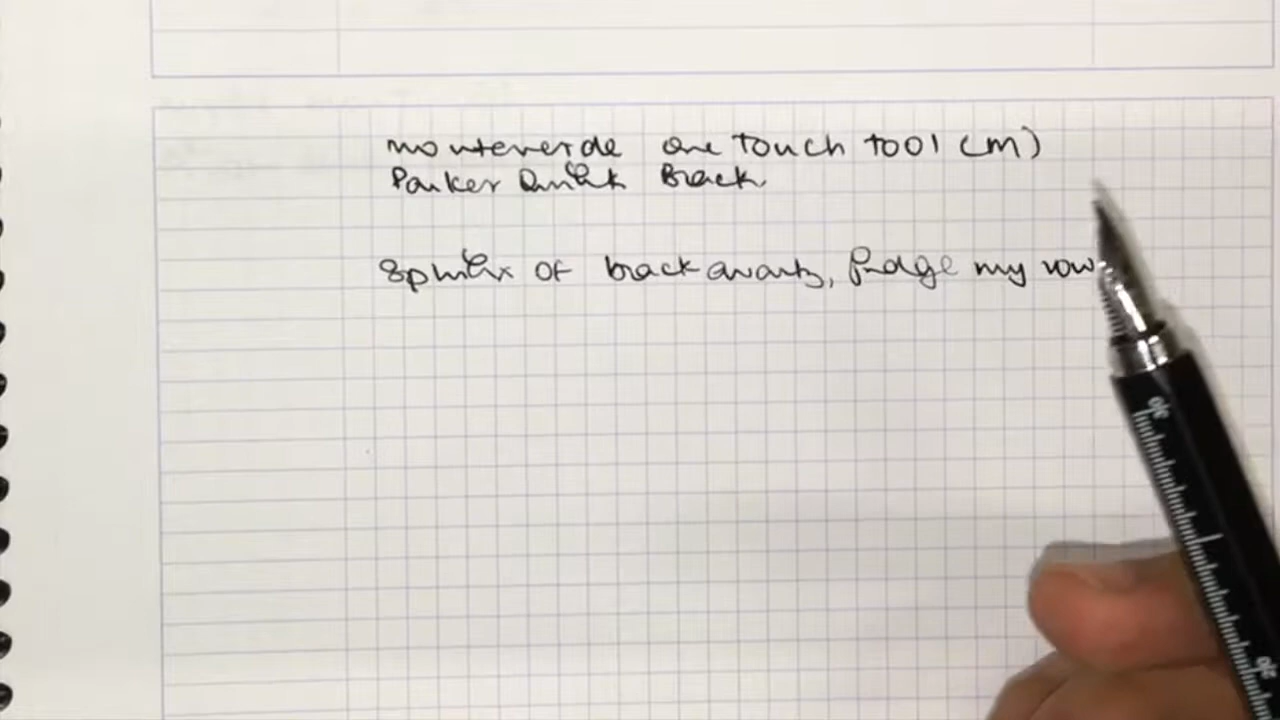 monteverde one touch tool (m)
Parker Quink Black
Sphinx of black quartz, judge my vow